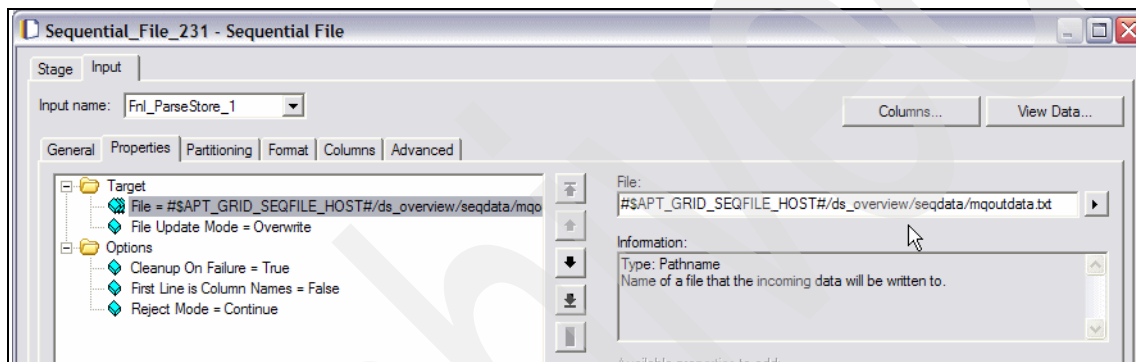 Sequential_File_231 - Sequential File
Stage Input
Input name: Fnl_ParseStore_1 Columns... View Data...
General Properties Partitioning Format Columns Advanced
Target
File = #$APT_GRID_SEQFILE_HOST#/ds_overview/seqdata/mqo
File Update Mode = Overwrite
Options
Cleanup On Failure = True
First Line is Column Names = False
Reject Mode = Continue
File:
#$APT_GRID_SEQFILE_HOST#/ds_overview/seqdata/mqoutdata.txt
Information:
Type: Pathname
Name of a file that the incoming data will be written to.